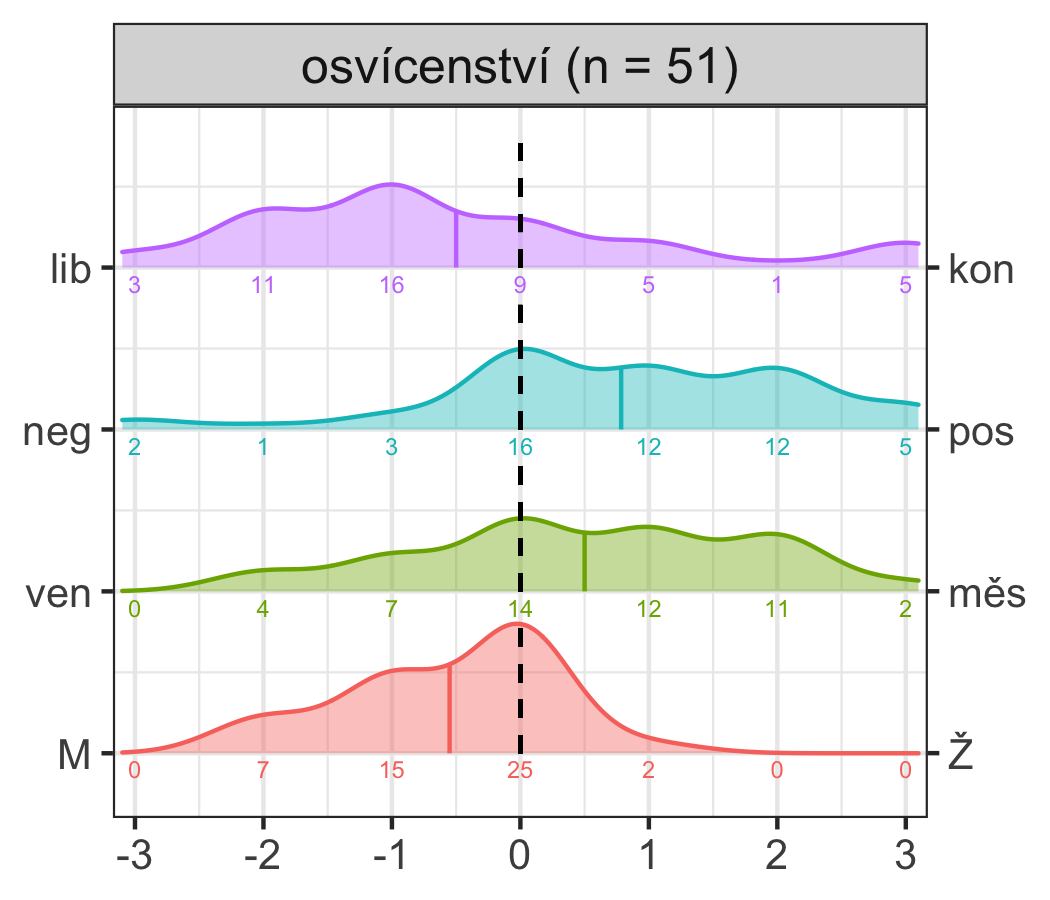 osvícenství (n = 51)
lib kon
3 11 16 9 5 1 5
neg pos
2 1 3 16 12 12 5
ven měs
0 4 7 14 12 11 2
M Ž
0 7 15 25 2 0 0
-3 -2 -1 0 1 2 3